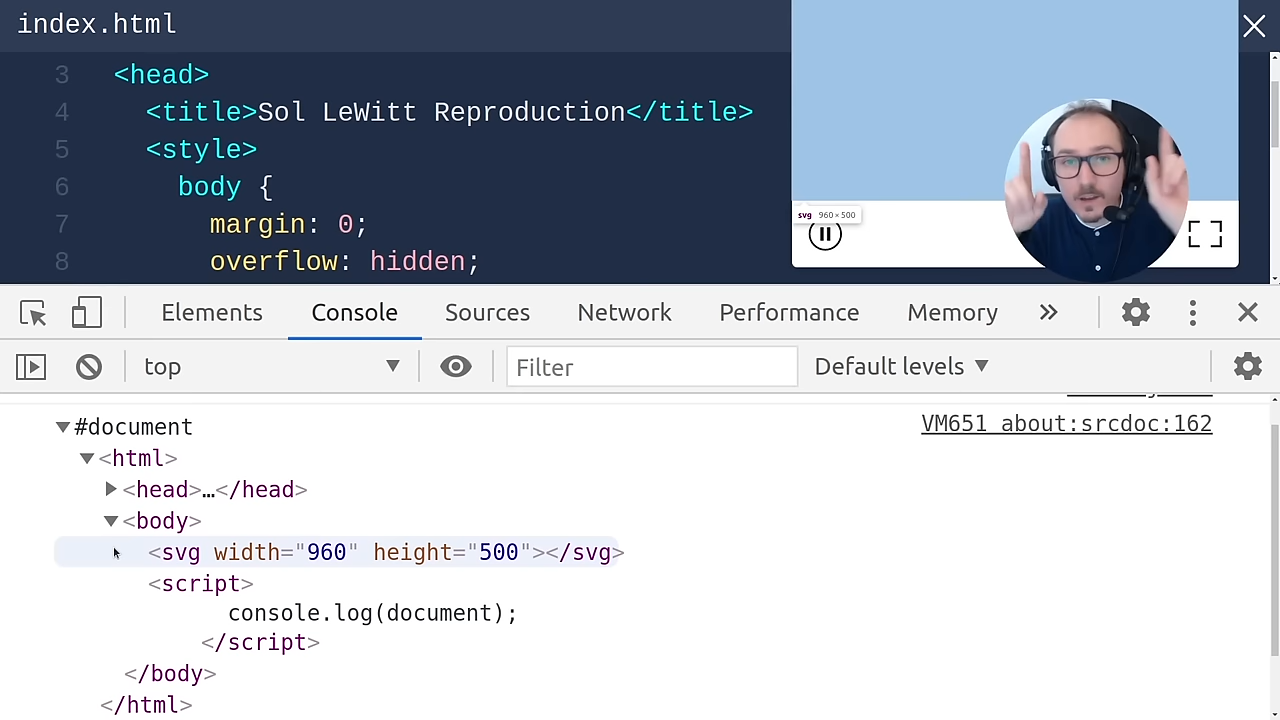 index.html
3 <head>
4 <title>Sol LeWitt Reproduction</title>
5 <style>
6 body {
7 margin: 0;
8 overflow: hidden;
svg 960 × 500
Elements Console Sources Network Performance Memory
top Filter Default levels
#document VM651 about:srcdoc:162
<html>
<head>…</head>
<body>
<svg width="960" height="500"></svg>
<script>
console.log(document);
</script>
</body>
</html>